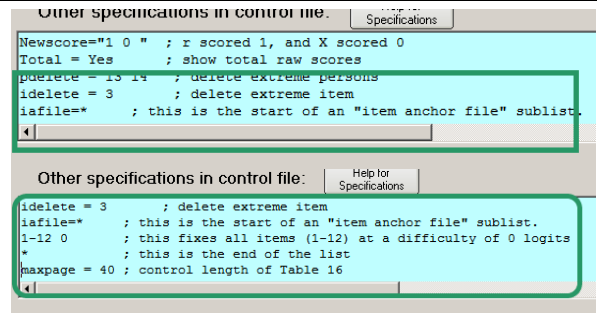 Other specifications in control file:
Help for
Specifications
Newscore="1 0 " ; r scored 1, and X scored 0
Total = Yes ; show total raw scores
pdelete = 13 14 ; delete extreme persons
idelete = 3 ; delete extreme item
iafile=* ; this is the start of an "item anchor file" sublist.
Other specifications in control file:
Help for
Specifications
idelete = 3 ; delete extreme item
iafile=* ; this is the start of an "item anchor file" sublist.
1-12 0 ; this fixes all items (1-12) at a difficulty of 0 logits
* ; this is the end of the list
maxpage = 40 ; control length of Table 16